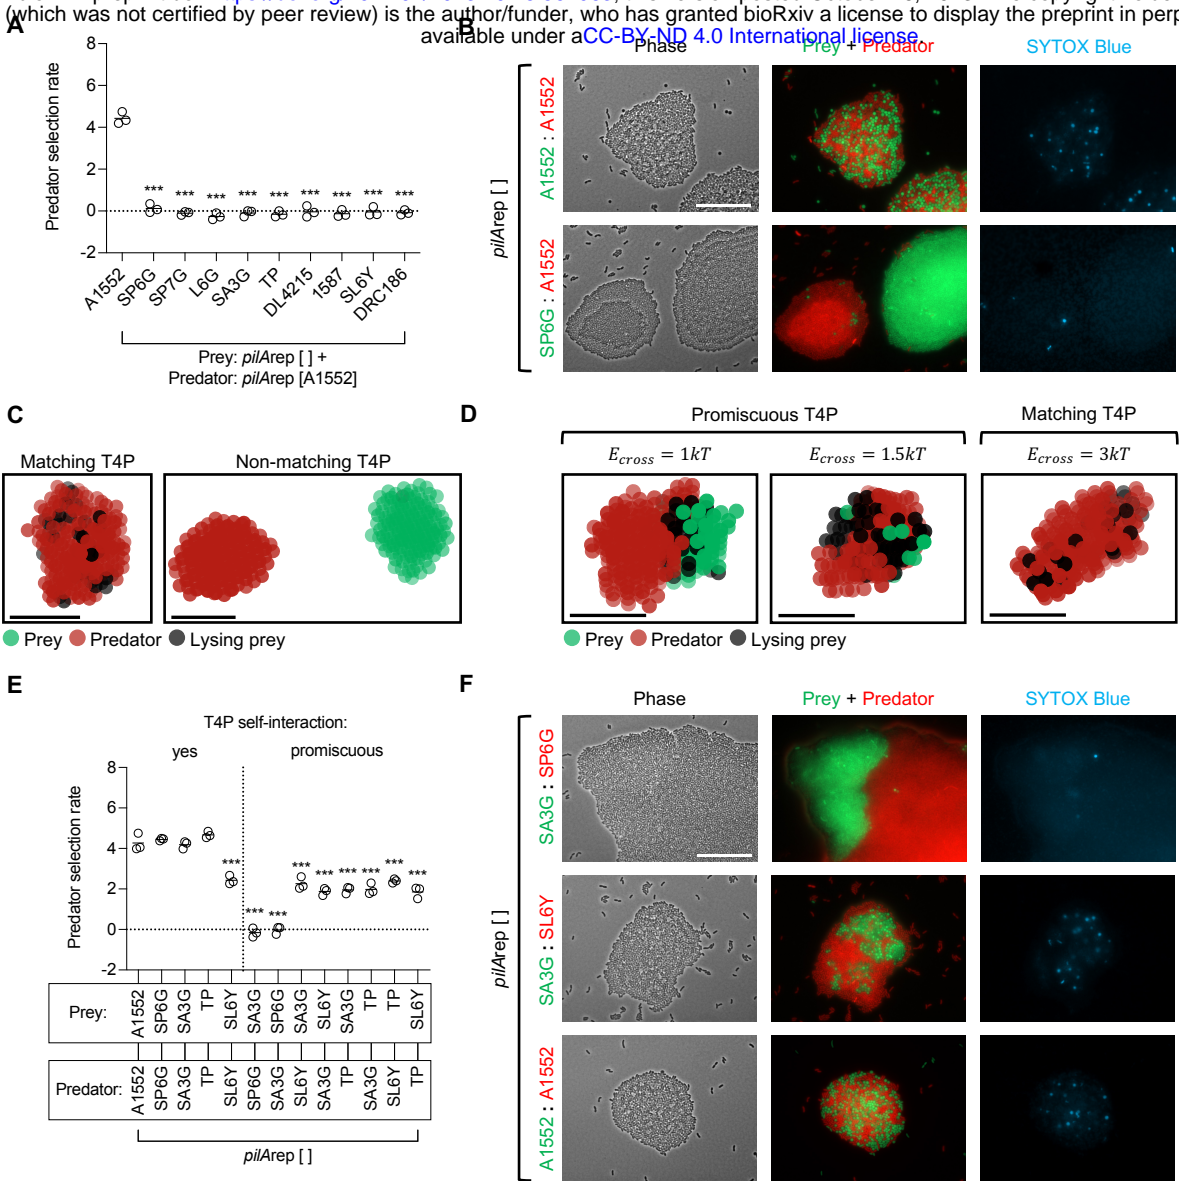 (which was not certified by peer review) is the author/funder, who has granted bioRxiv a license to display the preprint in perp
available under aCC-BY-ND 4.0 International license.
A
Predator selection rate
8
6
4
2
0
-2
*** *** *** *** *** *** *** *** ***
A1552 SP6G SP7G L6G SA3G TP DL4215 1587 SL6Y DRC186
Prey: pilArep [ ] +
Predator: pilArep [A1552]
B
Phase Prey + Predator SYTOX Blue
pilArep [ ]
A1552 : A1552
SP6G : A1552
C
Matching T4P Non-matching T4P
Prey Predator Lysing prey
D
Promiscuous T4P Matching T4P
Ecross = 1kT Ecross = 1.5kT Ecross = 3kT
Prey Predator Lysing prey
E
T4P self-interaction:
yes promiscuous
Predator selection rate
8
6
4
2
0
-2
*** *** *** *** *** *** *** *** ***
Prey: A1552 SP6G SA3G TP SL6Y SA3G SP6G SA3G SL6Y SA3G TP TP SL6Y
Predator: A1552 SP6G SA3G TP SL6Y SP6G SA3G SL6Y SA3G TP SA3G SL6Y TP
pilArep [ ]
F
Phase Prey + Predator SYTOX Blue
pilArep [ ]
SA3G : SP6G
SA3G : SL6Y
A1552 : A1552